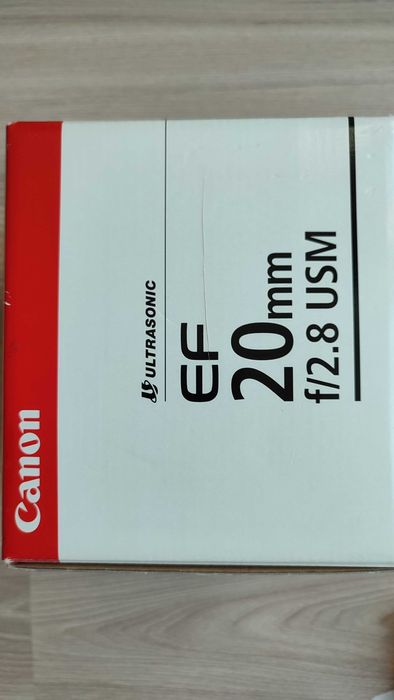 Canon
ULTRASONIC
EF
20mm
f/2.8 USM